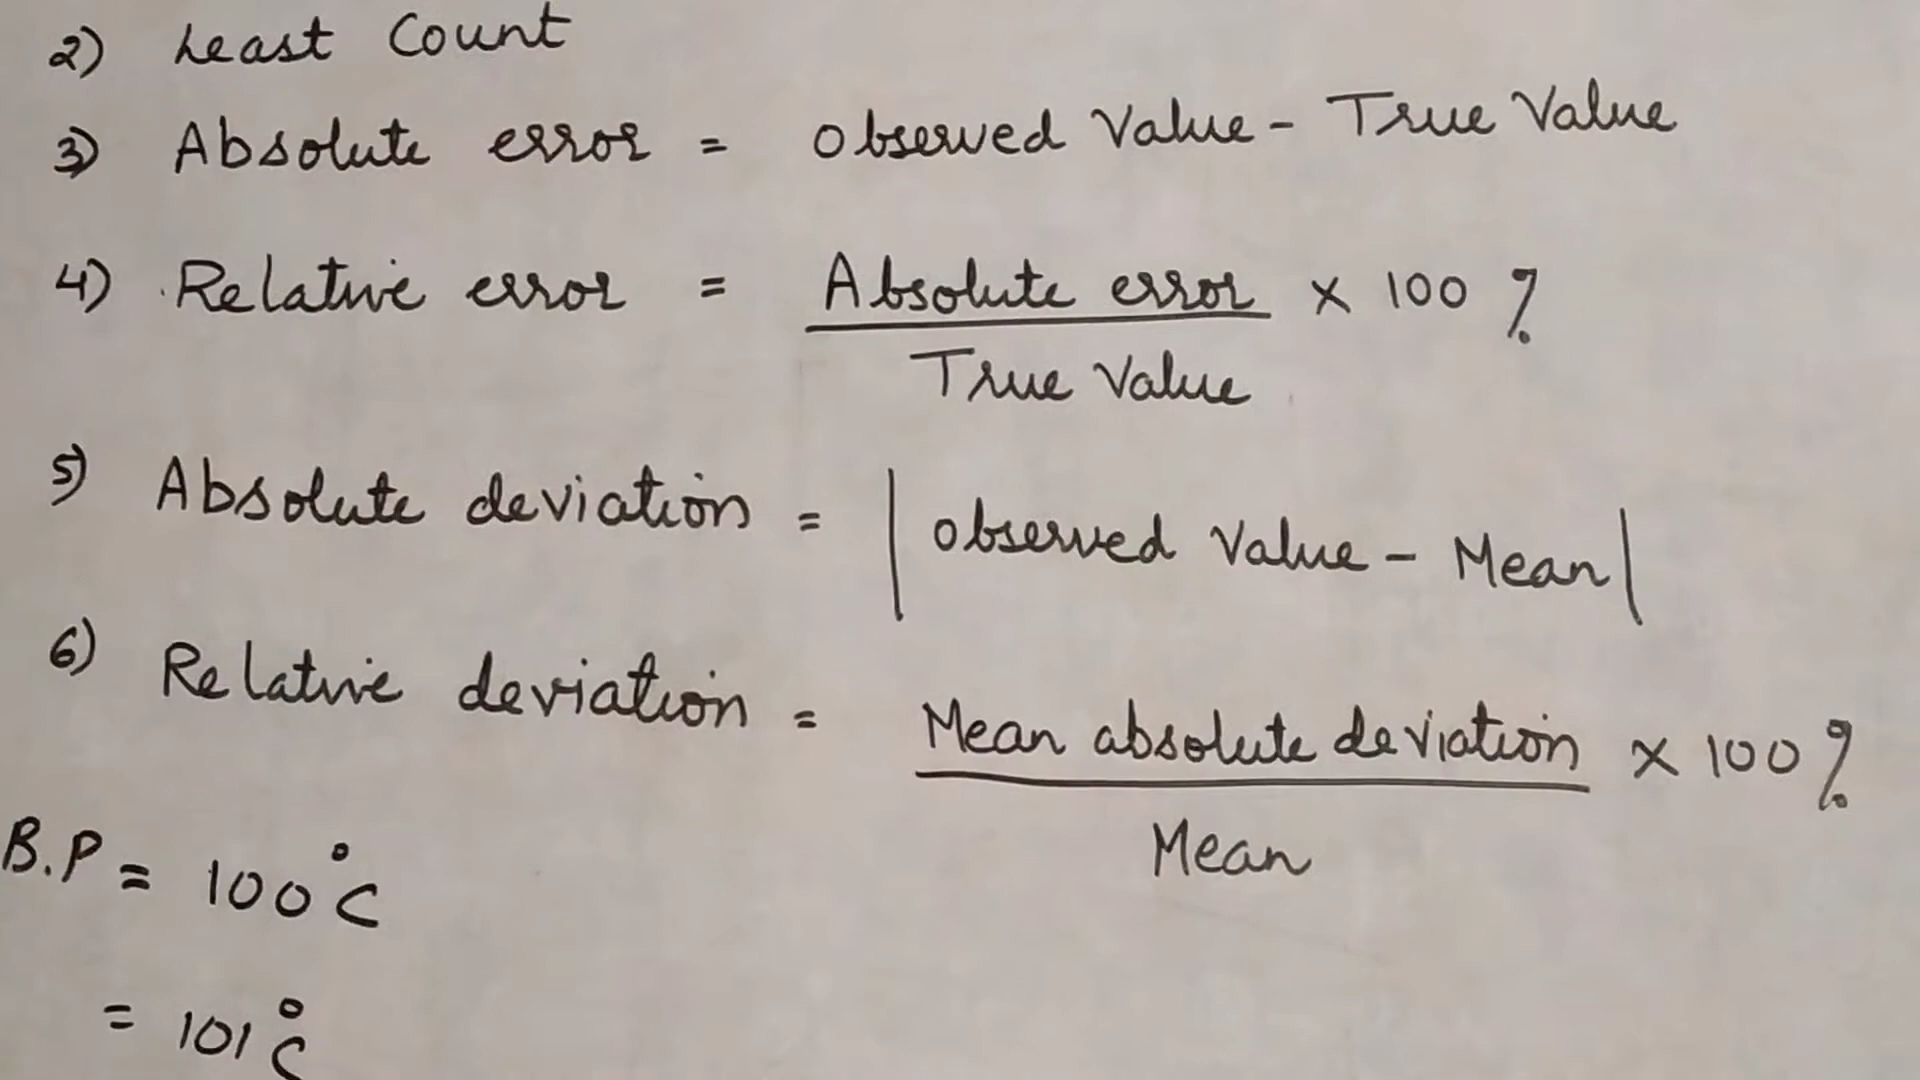 2) Least Count
3) Absolute error = Observed Value - True Value
4) Relative error = Absolute error × 100 %
True Value
5) Absolute deviation = | Observed Value - Mean |
6) Relative deviation = Mean absolute deviation × 100 %
Mean
B.P = 100°C
= 101°C